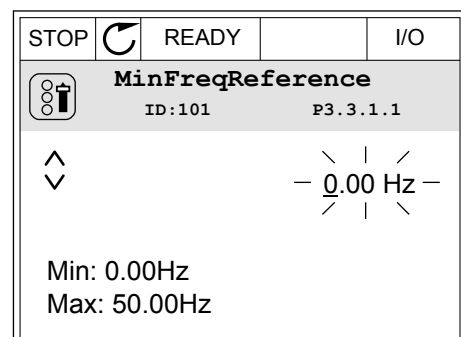 STOP READY I/O
MinFreqReference
ID:101 P3.3.1.1
0.00 Hz
Min: 0.00Hz
Max: 50.00Hz